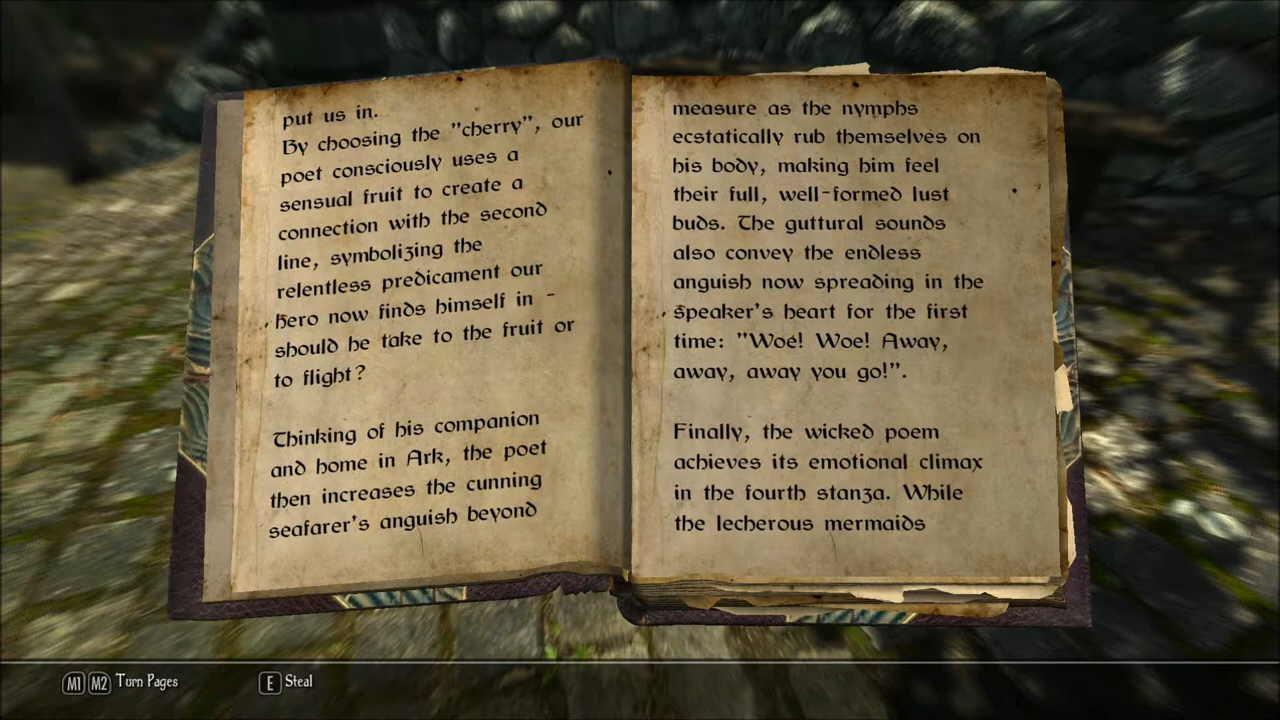 put us in.
By choosing the "cherry", our
poet consciously uses a
sensual fruit to create a
connection with the second
line, symbolizing the
relentless predicament our
hero now finds himself in -
should he take to the fruit or
to flight?
Thinking of his companion
and home in Ark, the poet
then increases the cunning
seafarer's anguish beyond
measure as the nymphs
ecstatically rub themselves on
his body, making him feel
their full, well-formed lust
buds. The guttural sounds
also convey the endless
anguish now spreading in the
speaker's heart for the first
time: "Woe! Woe! Away,
away, away you go!".
Finally, the wicked poem
achieves its emotional climax
in the fourth stanza. While
the lecherous mermaids
M1 M2 Turn Pages
E Steal